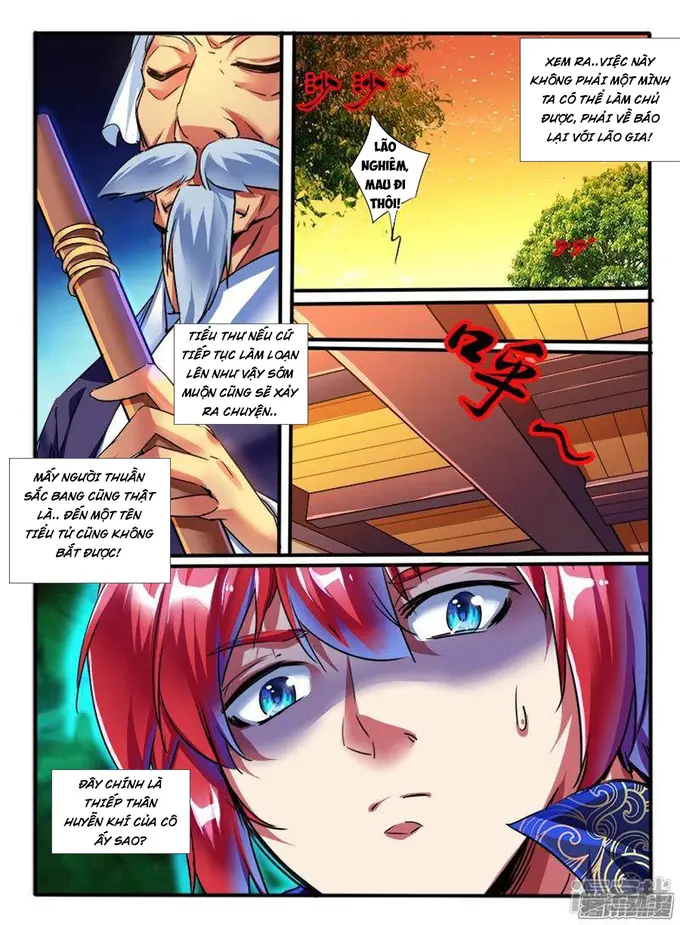 XEM RA..VIỆC NÀY
KHÔNG PHẢI MỘT MÌNH
TA CÓ THỂ LÀM CHỦ
ĐƯỢC, PHẢI VỀ BÁO
LẠI VỚI LÃO GIA!
沙沙~
LÃO
NGHIÊM,
MAU ĐI
THÔI!
沙沙~
TIỂU THƯ NẾU CỨ
TIẾP TỤC LÀM LOẠN
LÊN NHƯ VẬY SỚM
MUỘN CŨNG SẼ XẢY
RA CHUYỆN..
呼~
MẤY NGƯỜI THUẦN
SẮC BANG CŨNG THẬT
LÀ.. ĐẾN MỘT TÊN
TIỂU TỬ CŨNG KHÔNG
BẮT ĐƯỢC!
ĐÂY CHÍNH LÀ
THIẾP THÂN
HUYỄN KHÍ CỦA CÔ
ẤY SAO?